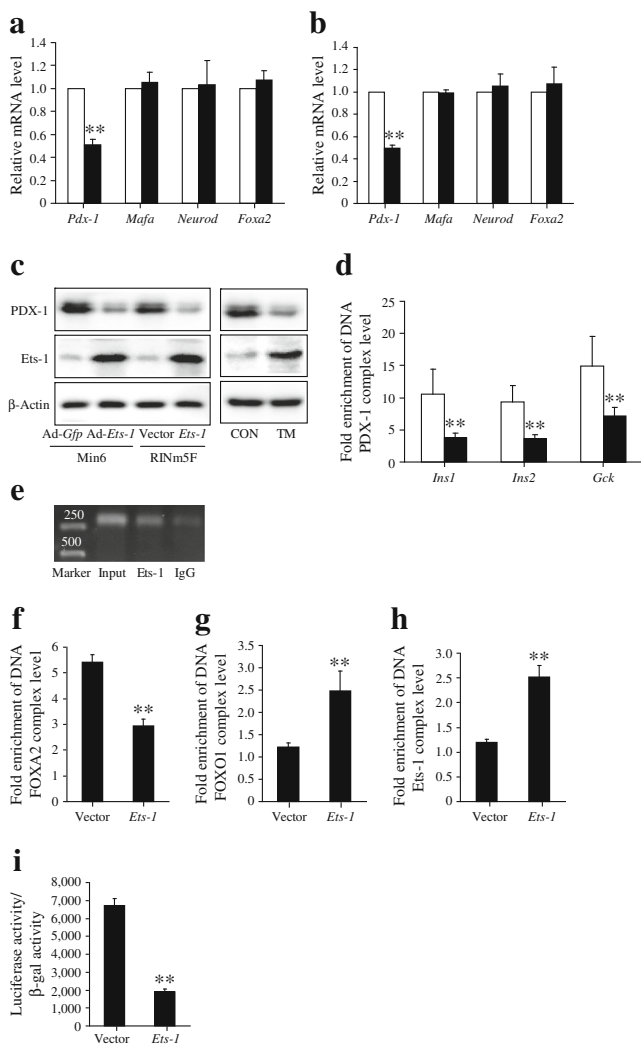 a
Relative mRNA level
1.4
1.2
1.0
0.8
0.6
0.4
0.2
0
**
Pdx-1 Mafa Neurod Foxa2
b
Relative mRNA level
1.4
1.2
1.0
0.8
0.6
0.4
0.2
0
**
Pdx-1 Mafa Neurod Foxa2
c
PDX-1
Ets-1
β-Actin
Ad-Gfp Ad-Ets-1 Vector Ets-1 CON TM
Min6 RINm5F
d
Fold enrichment of DNA
PDX-1 complex level
25
20
15
10
5
0
** ** **
Ins1 Ins2 Gck
e
250
500
Marker Input Ets-1 IgG
f
Fold enrichment of DNA
FOXA2 complex level
6
5
4
3
2
1
0
**
Vector Ets-1
g
Fold enrichment of DNA
FOXO1 complex level
3.5
3.0
2.5
2.0
1.5
1.0
0.5
0
**
Vector Ets-1
h
Fold enrichment of DNA
Ets-1 complex level
3.0
2.5
2.0
1.5
1.0
0.5
0
**
Vector Ets-1
i
Luciferase activity/
β-gal activity
8,000
7,000
6,000
5,000
4,000
3,000
2,000
1,000
0
**
Vector Ets-1